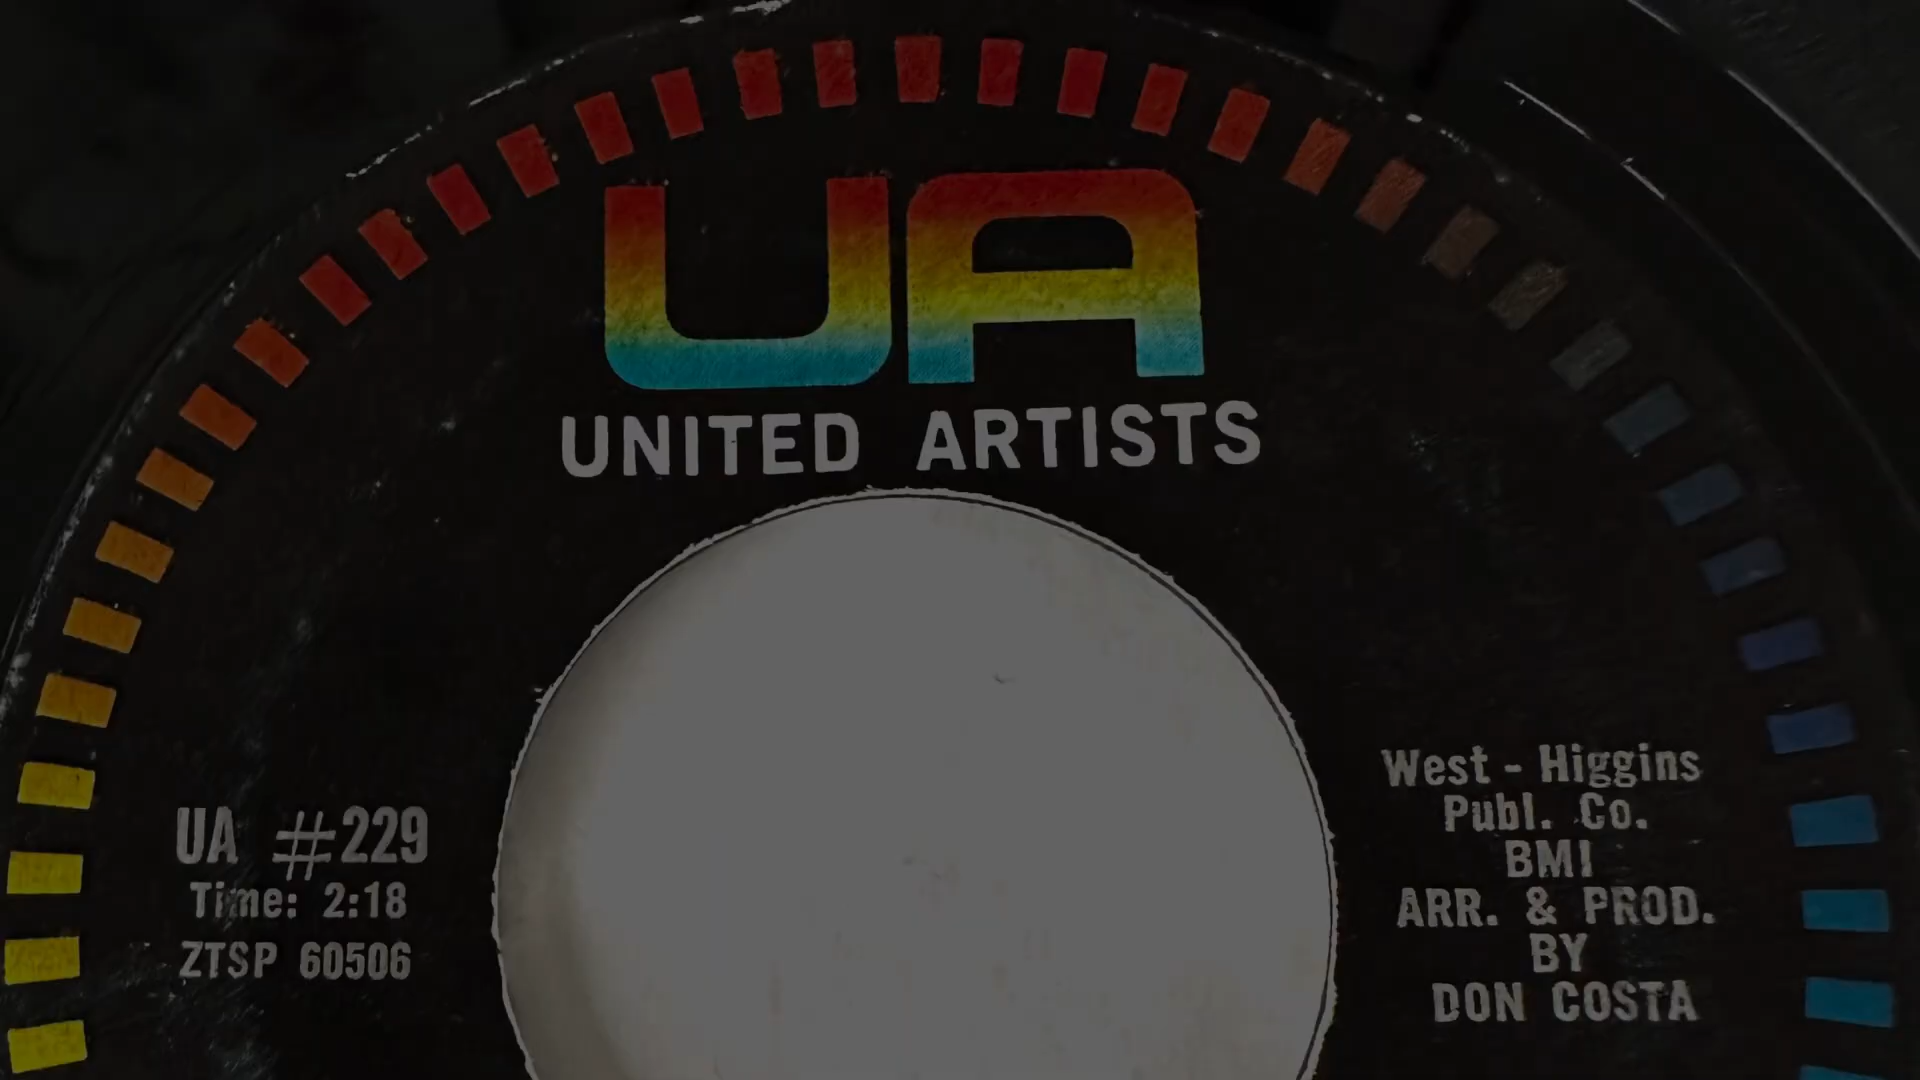 UA
UNITED ARTISTS
UA #229
Time: 2:18
ZTSP 60506
West - Higgins
Publ. Co.
BMI
ARR. & PROD.
BY
DON COSTA